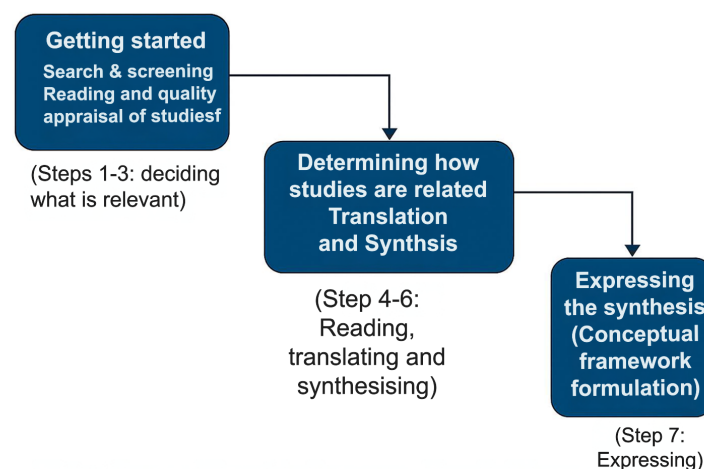 Getting started
Search & screening
Reading and quality
appraisal of studiesf
(Steps 1-3: deciding
what is relevant)
Determining how
studies are related
Translation
and Synthsis
(Step 4-6:
Reading,
translating and
synthesising)
Expressing
the synthesis
(Conceptual
framework
formulation)
(Step 7:
Expressing)